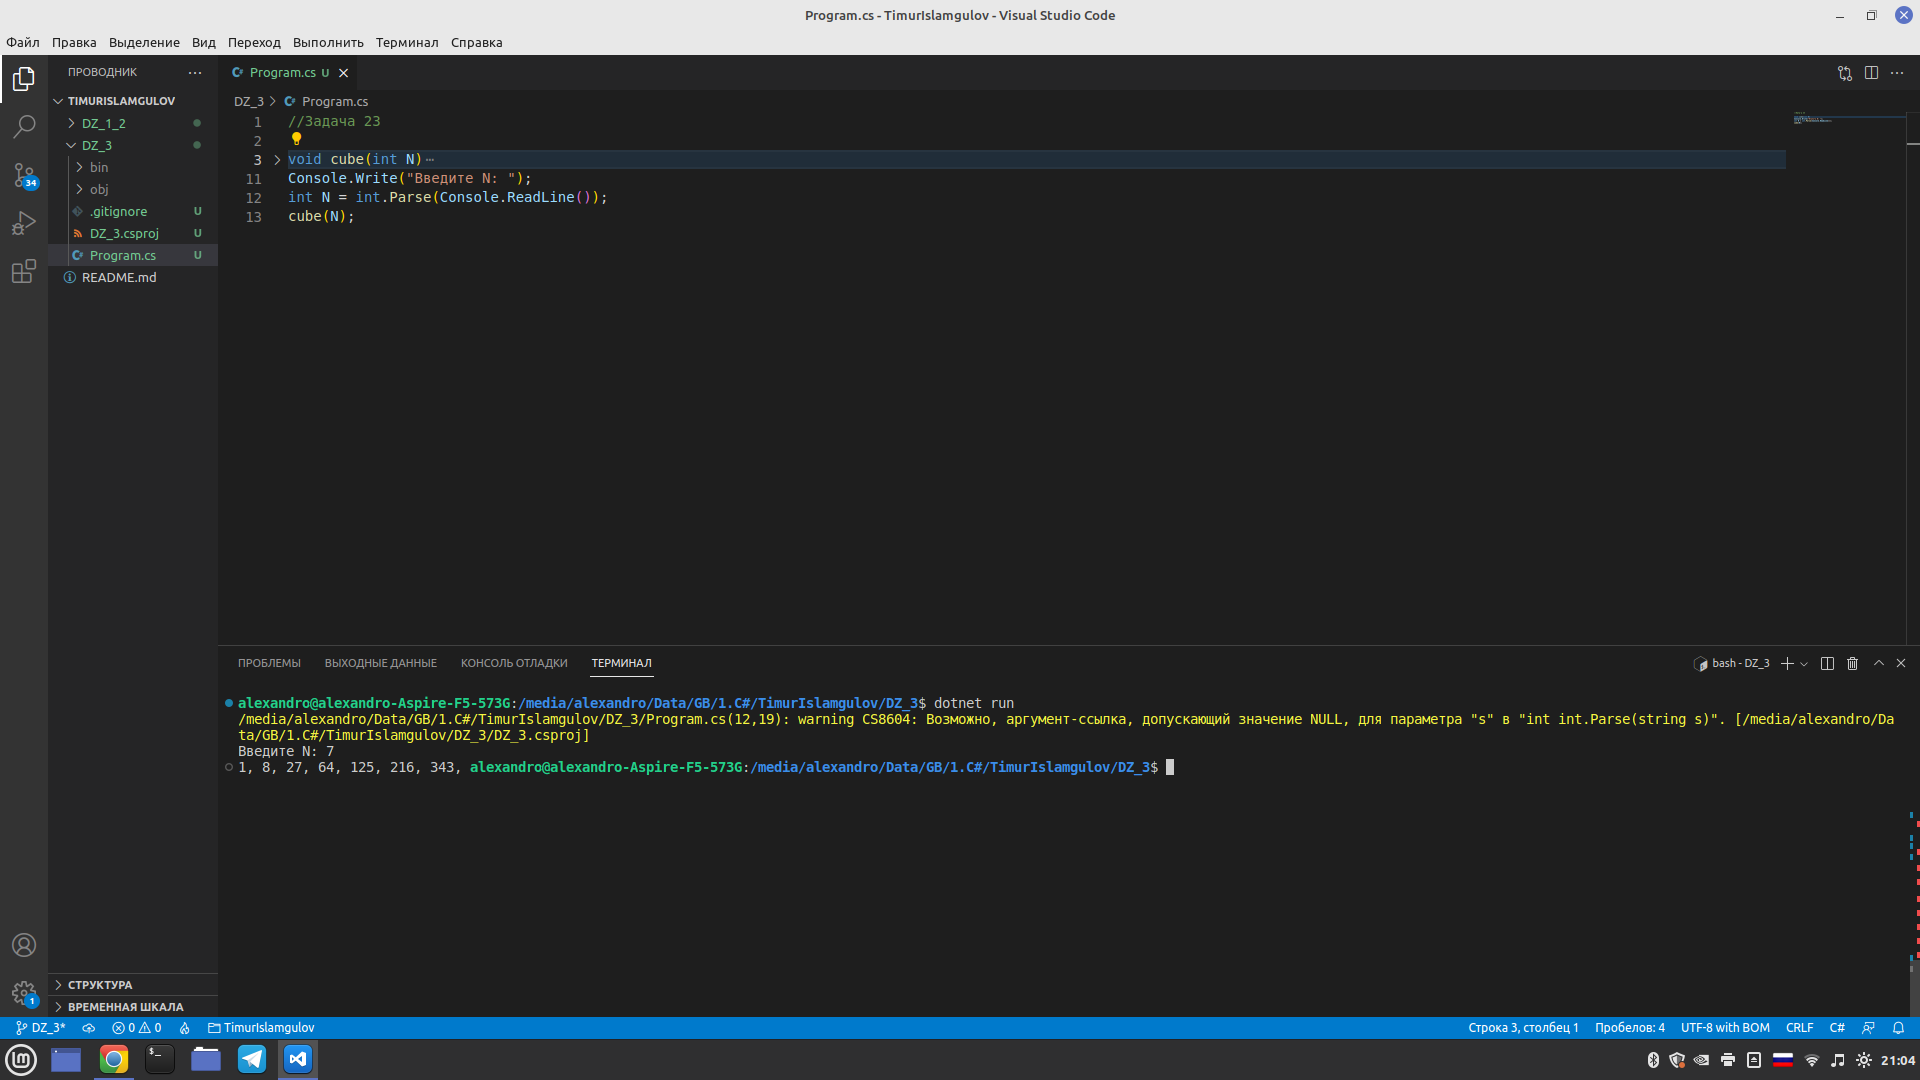 Program.cs - TimurIslamgulov - Visual Studio Code
Файл Правка Выделение Вид Переход Выполнить Терминал Справка
ПРОВОДНИК
TIMURISLAMGULOV
DZ_1_2
DZ_3
bin
obj
.gitignore U
DZ_3.csproj U
Program.cs U
README.md
34
1
СТРУКТУРА
ВРЕМЕННАЯ ШКАЛА
Program.cs U
DZ_3 > Program.cs
1 //Задача 23
2
3 void cube(int N)⋯
11 Console.Write("Введите N: ");
12 int N = int.Parse(Console.ReadLine());
13 cube(N);
ПРОБЛЕМЫ ВЫХОДНЫЕ ДАННЫЕ КОНСОЛЬ ОТЛАДКИ ТЕРМИНАЛ
bash - DZ_3
alexandro@alexandro-Aspire-F5-573G:/media/alexandro/Data/GB/1.C#/TimurIslamgulov/DZ_3$ dotnet run
/media/alexandro/Data/GB/1.C#/TimurIslamgulov/DZ_3/Program.cs(12,19): warning CS8604: Возможно, аргумент-ссылка, допускающий значение NULL, для параметра "s" в "int int.Parse(string s)". [/media/alexandro/Da
ta/GB/1.C#/TimurIslamgulov/DZ_3/DZ_3.csproj]
Введите N: 7
1, 8, 27, 64, 125, 216, 343, alexandro@alexandro-Aspire-F5-573G:/media/alexandro/Data/GB/1.C#/TimurIslamgulov/DZ_3$
DZ_3* 0 0 TimurIslamgulov
Строка 3, столбец 1 Пробелов: 4 UTF-8 with BOM CRLF C#
21:04